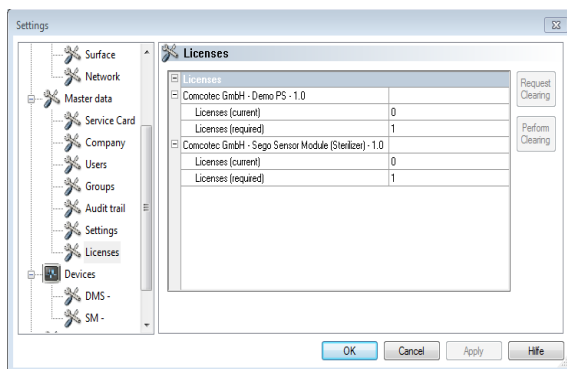 Settings
Surface
Network
Master data
Service Card
Company
Users
Groups
Audit trail
Settings
Licenses
Devices
DMS -
SM -
Licenses
Licenses
Comcotec GmbH - Demo PS - 1.0
Licenses (current) 0
Licenses (required) 1
Comcotec GmbH - Sego Sensor Module (Sterilizer) - 1.0
Licenses (current) 0
Licenses (required) 1
Request
Clearing
Perform
Clearing
OK
Cancel
Apply
Hilfe